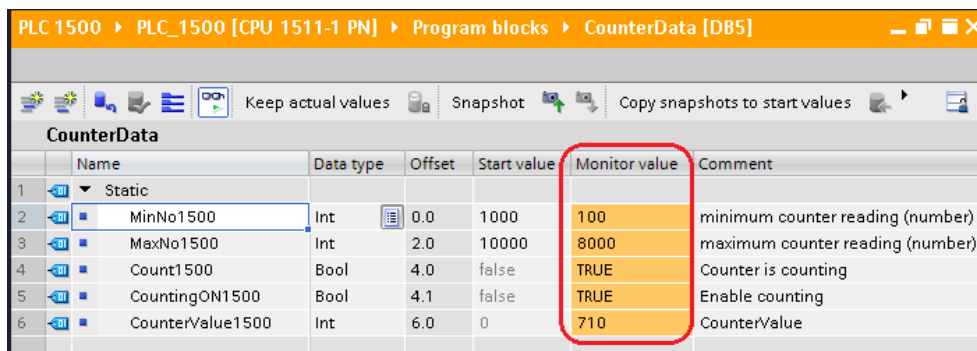 PLC 1500 PLC_1500 [CPU 1511-1 PN] Program blocks CounterData [DB5]
Keep actual values Snapshot Copy snapshots to start values
CounterData
Name Data type Offset Start value Monitor value Comment
1 Static
2 MinNo1500 Int 0.0 1000 100 minimum counter reading (number)
3 MaxNo1500 Int 2.0 10000 8000 maximum counter reading (number)
4 Count1500 Bool 4.0 false TRUE Counter is counting
5 CountingON1500 Bool 4.1 false TRUE Enable counting
6 CounterValue1500 Int 6.0 0 710 CounterValue